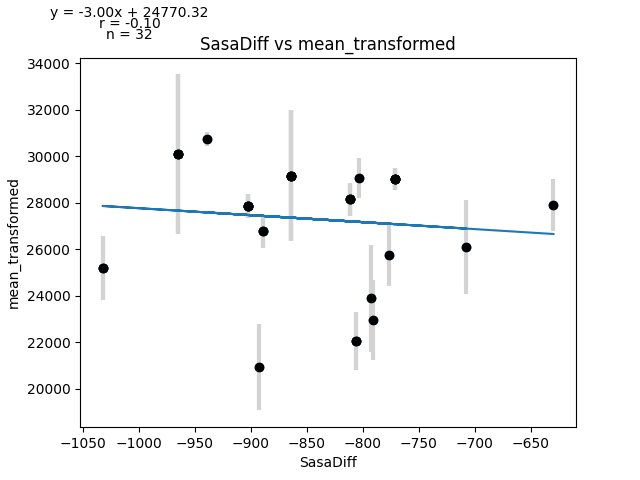 y = -3.00x + 24770.32
r = -0.10
n = 32
SasaDiff vs mean_transformed
34000
32000
30000
28000
26000
24000
22000
20000
mean_transformed
−1050 −1000 −950 −900 −850 −800 −750 −700 −650
SasaDiff